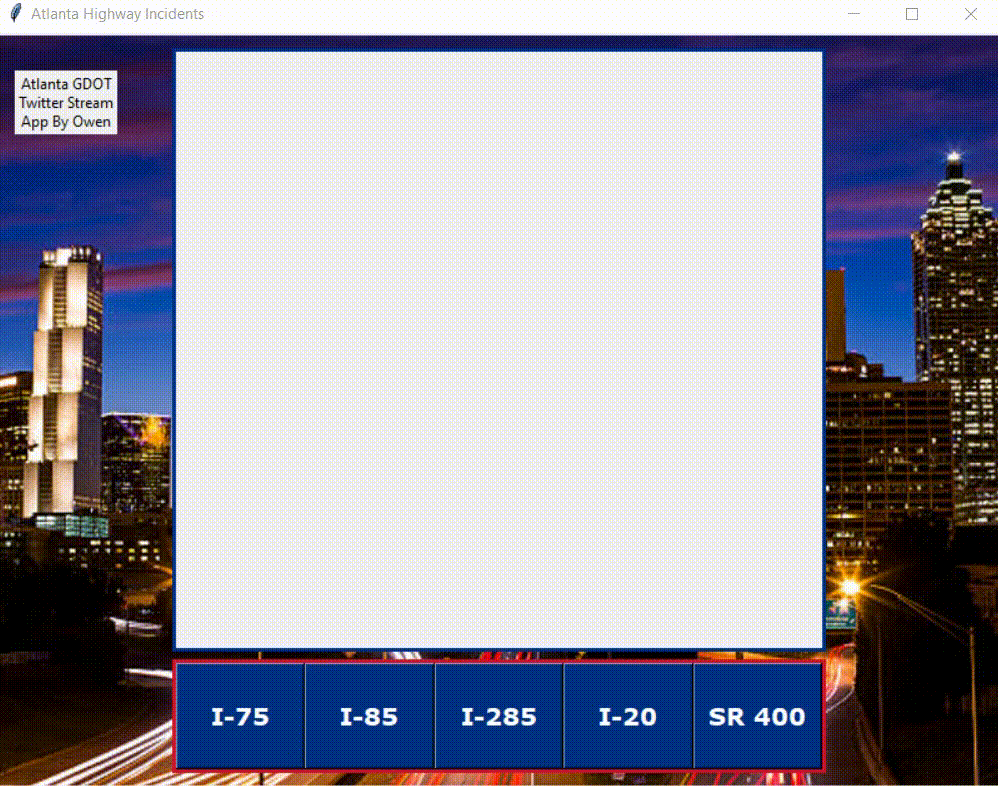 Atlanta Highway Incidents
Atlanta GDOT
Twitter Stream
App By Owen
I-75
I-85
I-285
I-20
SR 400